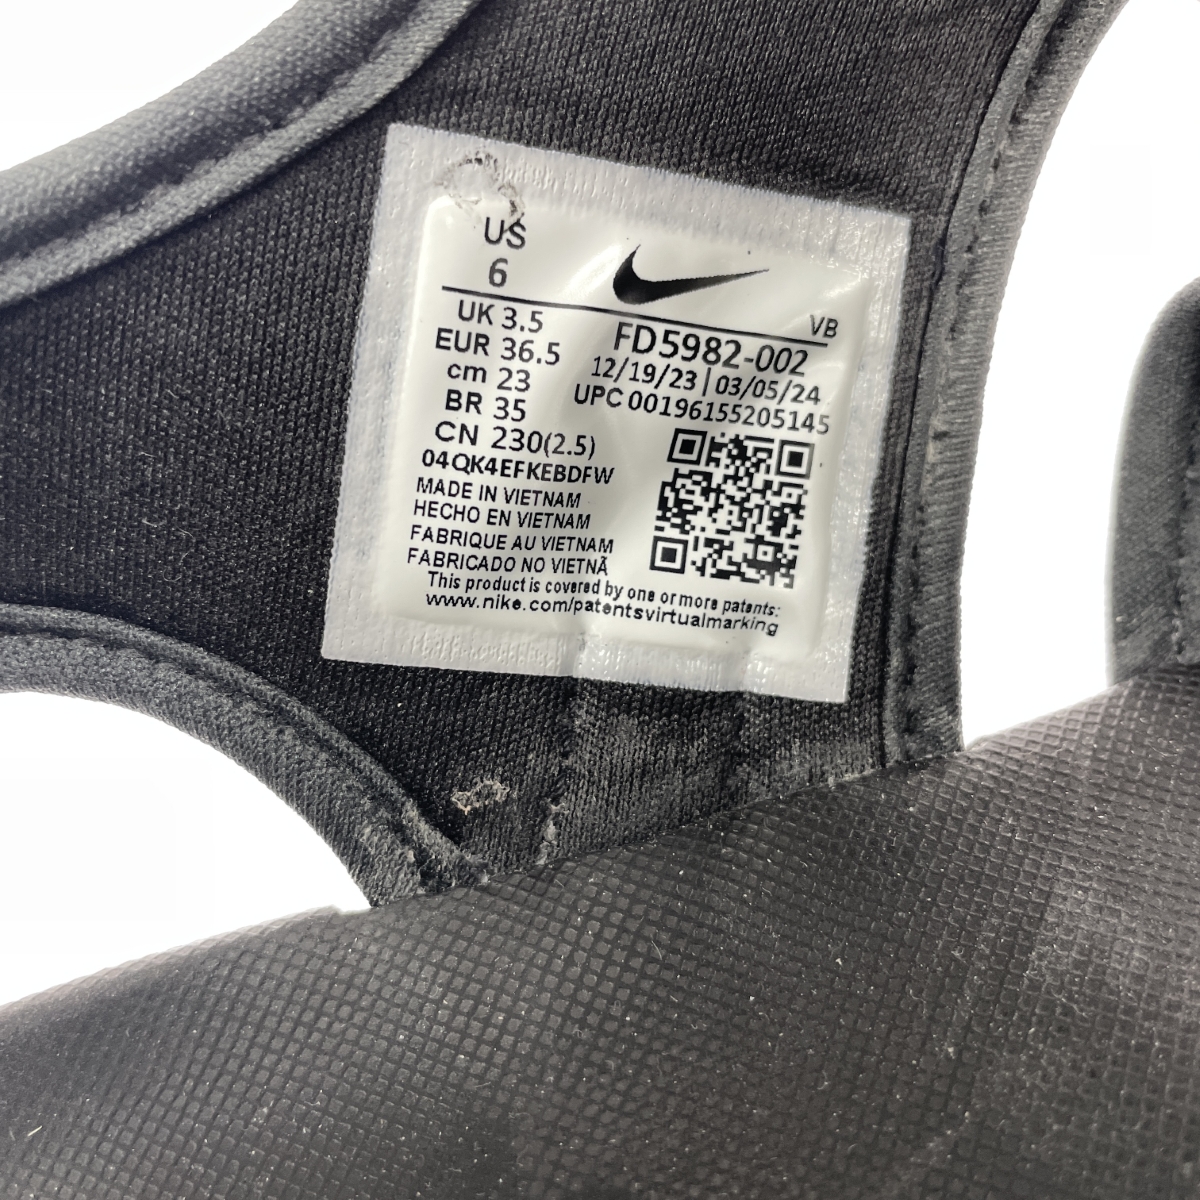 US
6
UK 3.5
EUR 36.5
cm 23
BR 35
CN 230(2.5)
VB
FD5982-002
12/19/23 | 03/05/24
UPC 00196155205145
04QK4EFKEBDFW
MADE IN VIETNAM
HECHO EN VIETNAM
FABRIQUE AU VIETNAM
FABRICADO NO VIETNÃ
This product is covered by one or more patents:
www.nike.com/patentsvirtualmarking